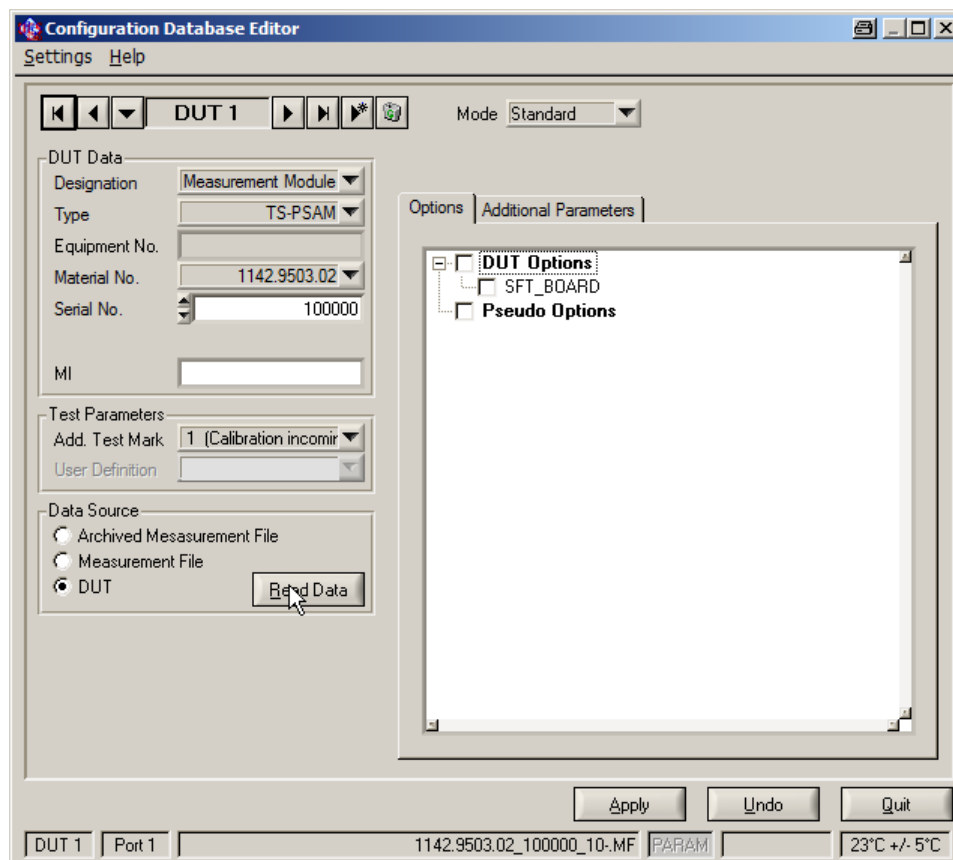 Configuration Database Editor
Settings Help
DUT 1
Mode Standard
DUT Data
Designation Measurement Module
Type TS-PSAM
Equipment No.
Material No. 1142.9503.02
Serial No. 100000
MI
Options Additional Parameters
DUT Options
SFT_BOARD
Pseudo Options
Test Parameters
Add. Test Mark 1 (Calibration incomir
User Definition
Data Source
Archived Mesasurement File
Measurement File
DUT
Read Data
Apply Undo Quit
DUT 1 Port 1 1142.9503.02_100000_10-.MF PARAM 23°C +/- 5°C